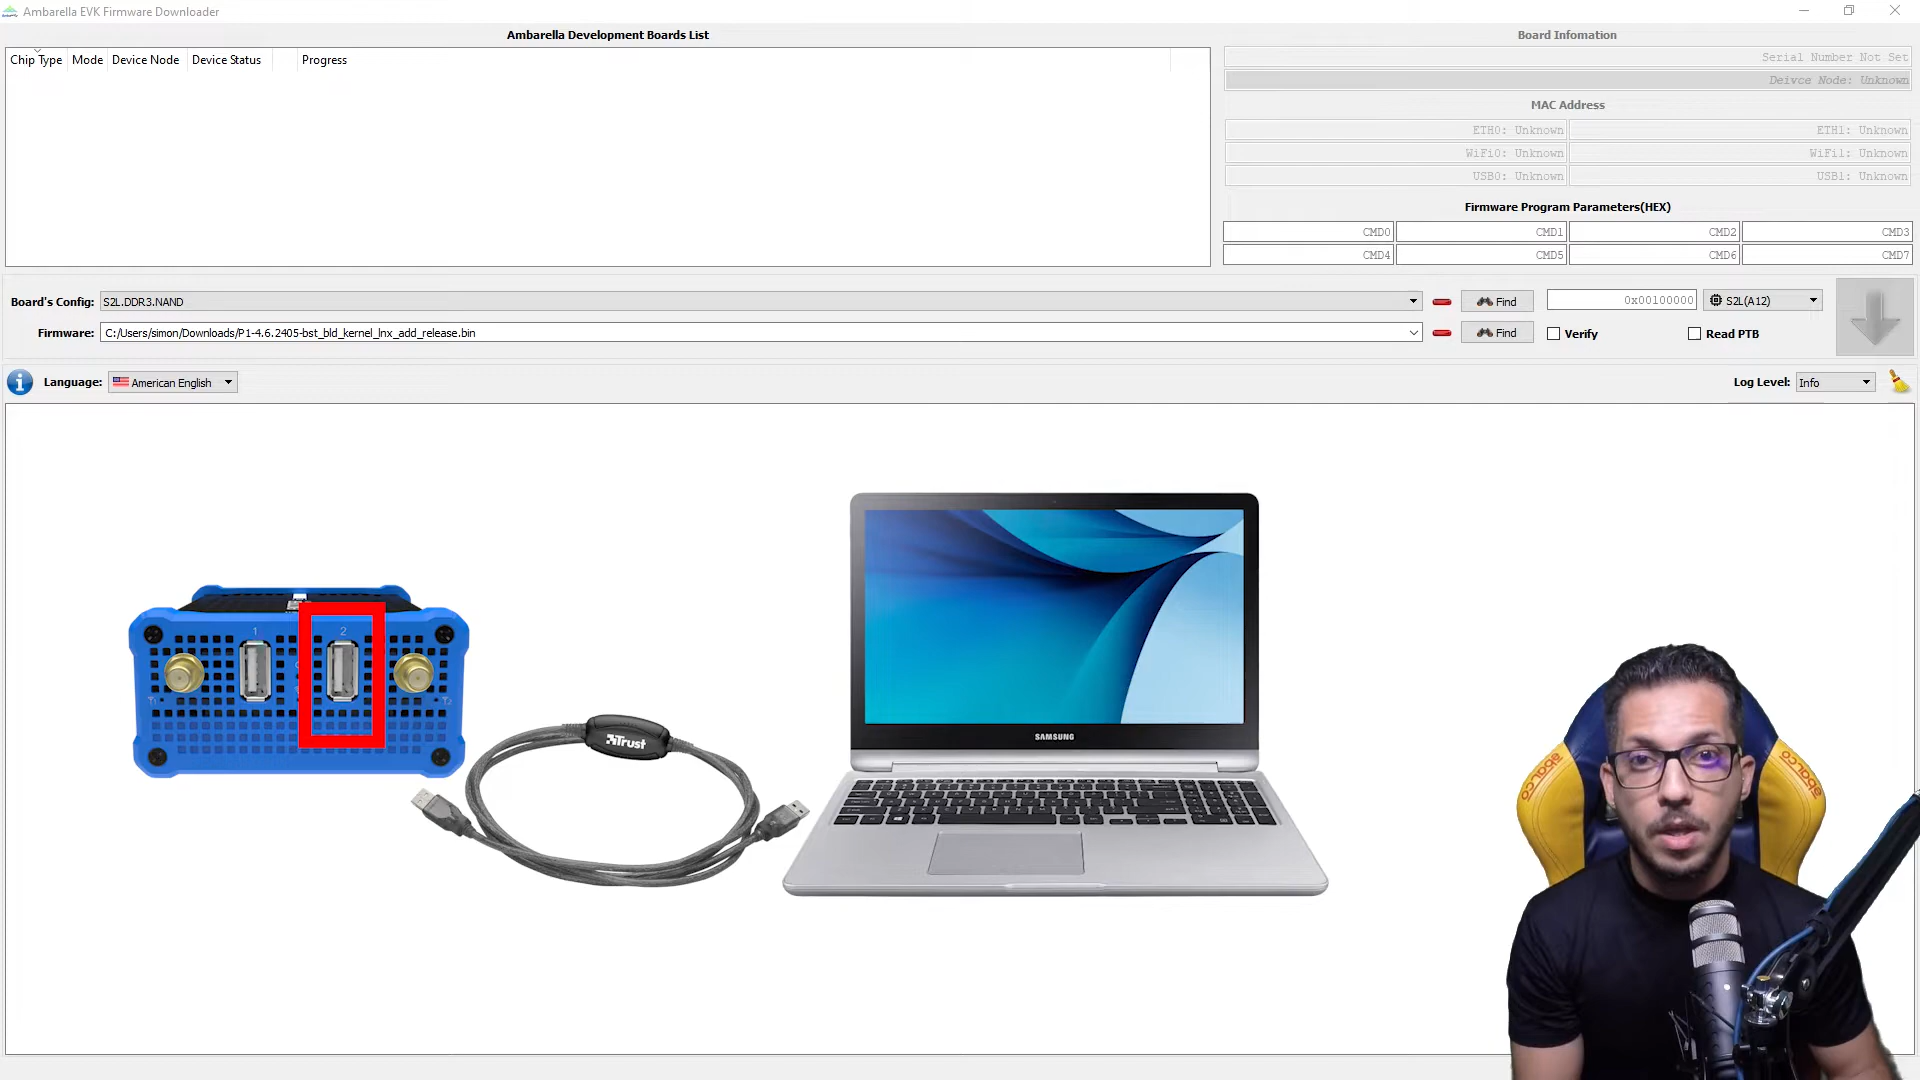 Ambarella EVK Firmware Downloader
Ambarella Development Boards List
Chip Type Mode Device Node Device Status Progress
Board Infomation
Serial Number Not Set
Deivce Node: Unknown
MAC Address
ETH0: Unknown ETH1: Unknown
WiFi0: Unknown WiFi1: Unknown
USB0: Unknown USB1: Unknown
Firmware Program Parameters(HEX)
CMD0 CMD1 CMD2 CMD3
CMD4 CMD5 CMD6 CMD7
Board's Config: S2L.DDR3.NAND Find 0x00100000 S2L(A12)
Firmware: C:/Users/simon/Downloads/P1-4.6.2405-bst_bld_kernel_lnx_add_release.bin Find Verify Read PTB
Language: American English Log Level: Info
1 2
T1 T2
Trust
SAMSUNG
abarco
abarco